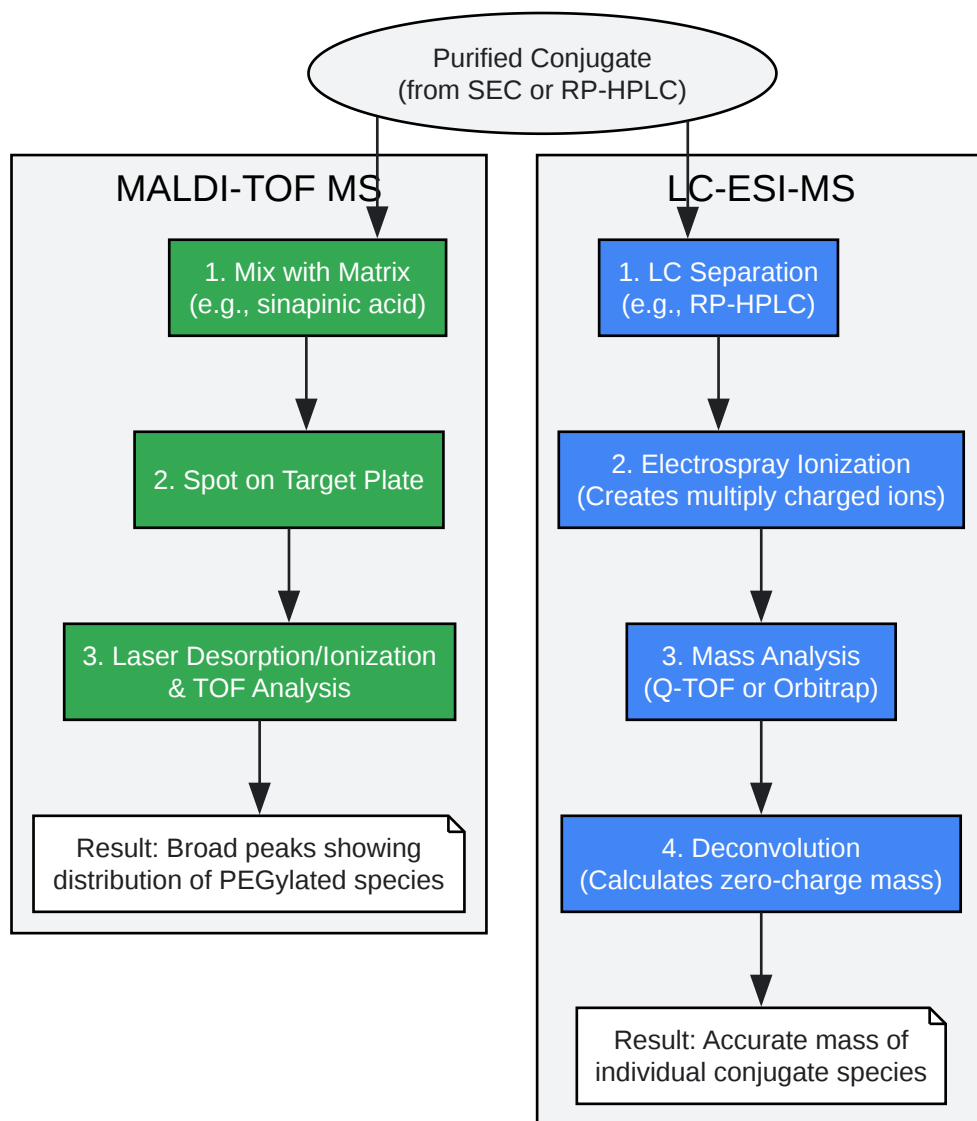 Purified Conjugate
(from SEC or RP-HPLC)
MALDI-TOF MS
1. Mix with Matrix
(e.g., sinapinic acid)
2. Spot on Target Plate
3. Laser Desorption/Ionization
& TOF Analysis
Result: Broad peaks showing
distribution of PEGylated species
LC-ESI-MS
1. LC Separation
(e.g., RP-HPLC)
2. Electrospray Ionization
(Creates multiply charged ions)
3. Mass Analysis
(Q-TOF or Orbitrap)
4. Deconvolution
(Calculates zero-charge mass)
Result: Accurate mass of
individual conjugate species